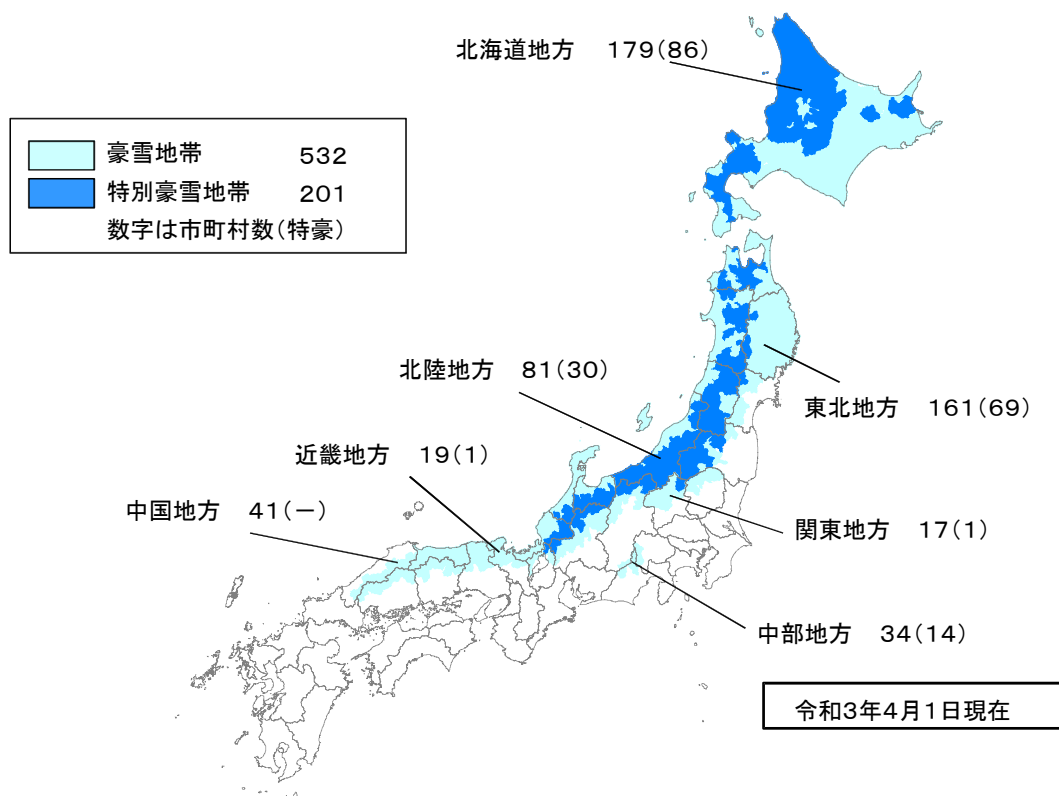 北海道地方 179(86)
豪雪地帯 532
特別豪雪地帯 201
数字は市町村数(特豪)
北陸地方 81(30)
東北地方 161(69)
近畿地方 19(1)
中国地方 41(-)
関東地方 17(1)
中部地方 34(14)
令和3年4月1日現在